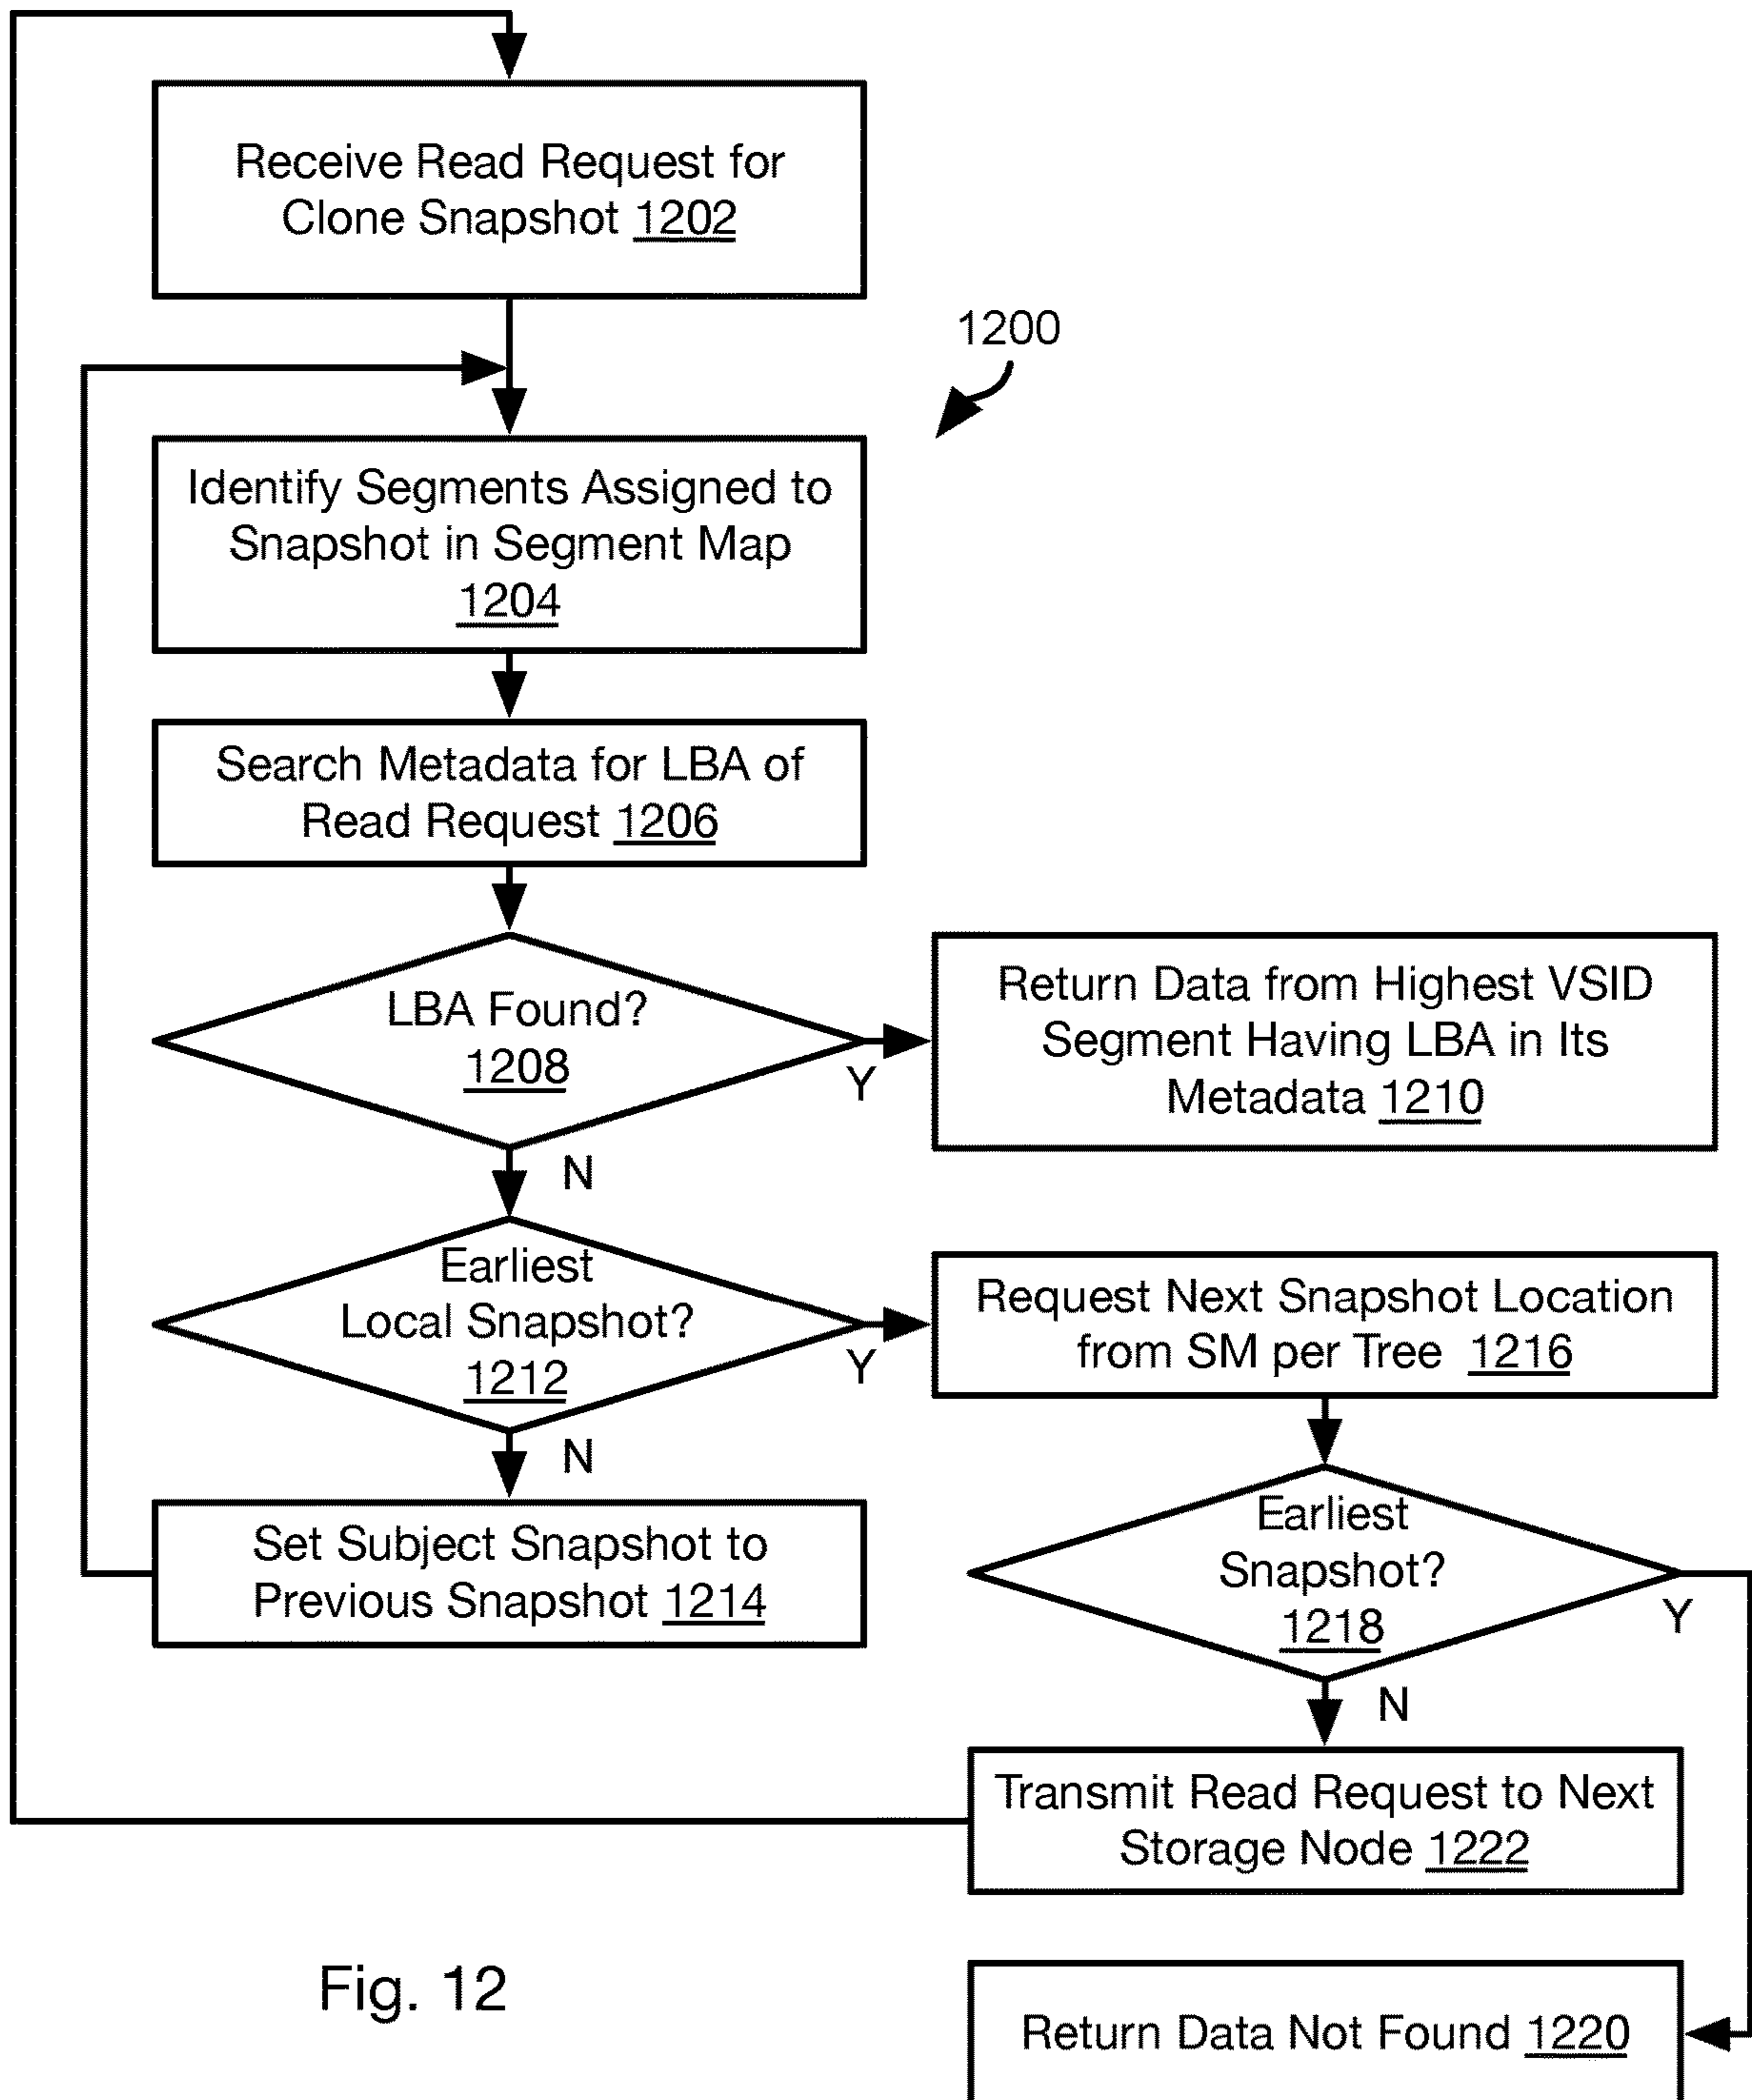 Receive Read Request for
Clone Snapshot 1202
1200
Identify Segments Assigned to
Snapshot in Segment Map
1204
Search Metadata for LBA of
Read Request 1206
LBA Found?
1208
Y
N
Return Data from Highest VSID
Segment Having LBA in Its
Metadata 1210
Earliest
Local Snapshot?
1212
Y
N
Request Next Snapshot Location
from SM per Tree 1216
Set Subject Snapshot to
Previous Snapshot 1214
Earliest
Snapshot?
1218
Y
N
Transmit Read Request to Next
Storage Node 1222
Return Data Not Found 1220
Fig. 12